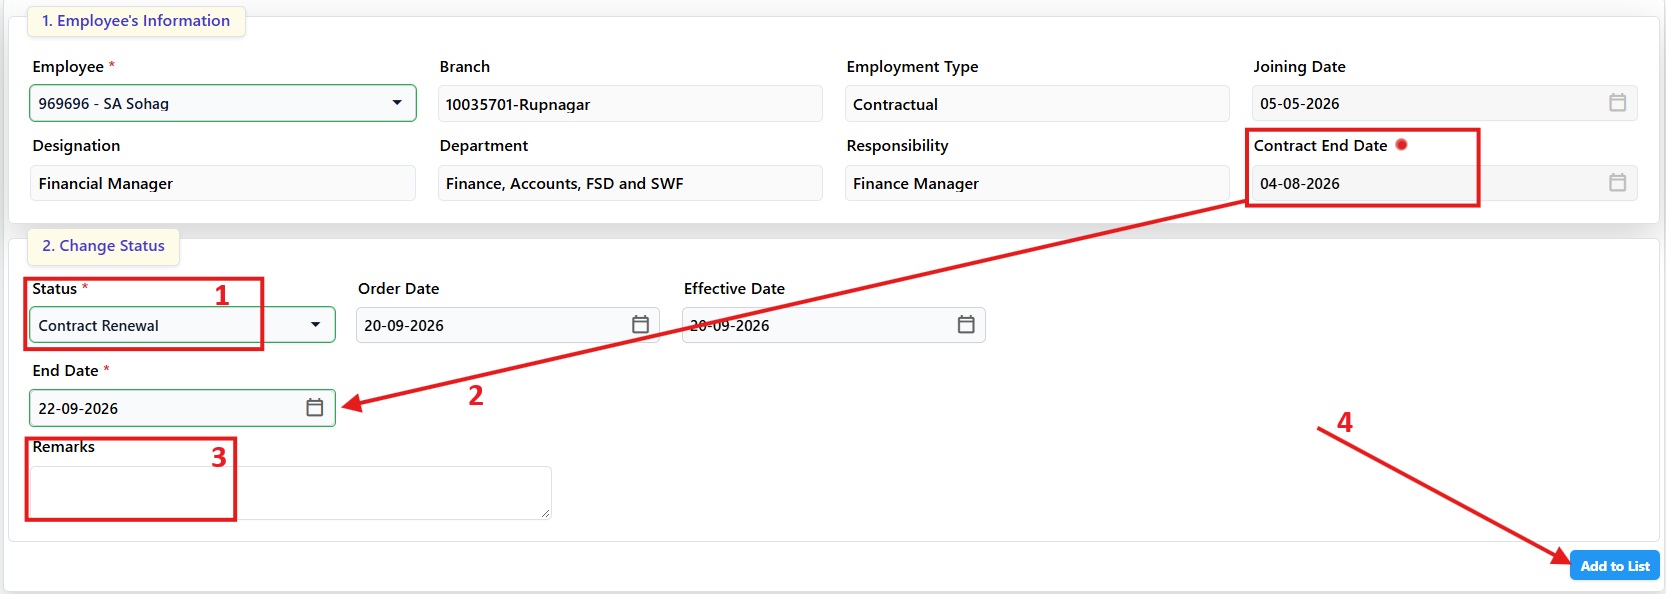 1. Employee's Information
Employee * Branch Employment Type Joining Date
969696 - SA Sohag 10035701-Rupnagar Contractual 05-05-2026
Designation Department Responsibility Contract End Date
Financial Manager Finance, Accounts, FSD and SWF Finance Manager 04-08-2026
2. Change Status
Status * 1 Order Date Effective Date
Contract Renewal 20-09-2026 20-09-2026
End Date *
2
22-09-2026
4
Remarks 3
Add to List